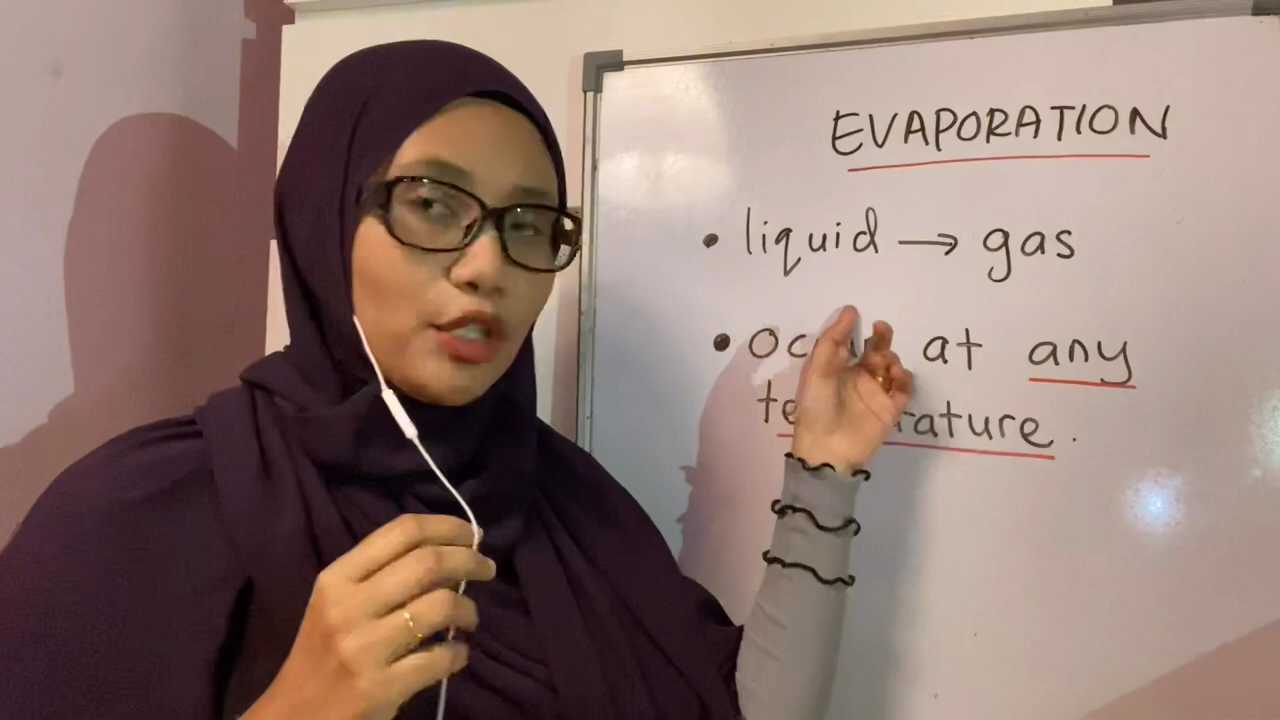 EVAPORATION
• liquid → gas
• at any